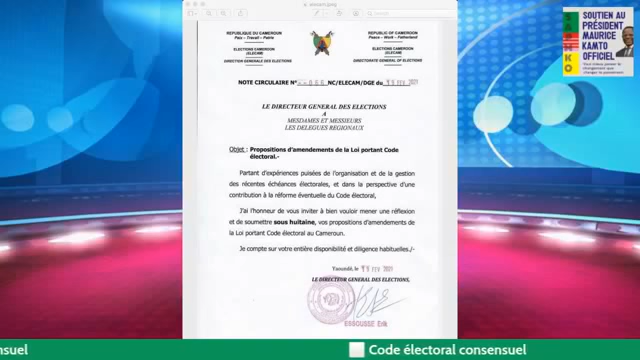 elecam.jpeg
REPUBLIQUE DU CAMEROUN
Paix – Travail – Patrie
ELECTIONS CAMEROON
(ELECAM)
DIRECTION GENERALE DES ELECTIONS
REPUBLIC OF CAMEROON
Peace – Work – Fatherland
ELECTIONS CAMEROON
(ELECAM)
DIRECTORATE GENERAL OF ELECTIONS
NOTE CIRCULAIRE N° NC/ELECAM/DGE du FEV 2021
LE DIRECTEUR GENERAL DES ELECTIONS
A
MESDAMES ET MESSIEURS
LES DELEGUES REGIONAUX
Objet : Propositions d'amendements de la Loi portant Code
électoral.-
Partant d'expériences puisées de l'organisation et de la gestion
des récentes échéances électorales, et dans la perspective d'une
contribution à la réforme éventuelle du Code électoral,
J'ai l'honneur de vous inviter à bien vouloir mener une réflexion
et de soumettre sous huitaine, vos propositions d'amendements de
la Loi portant Code électoral au Cameroun.
Je compte sur votre entière disponibilité et diligence habituelles./-
Yaoundé, le FEV 2021
LE DIRECTEUR GENERAL DES ELECTIONS,
ESSOUSSE Erik
SOUTIEN AU
PRÉSIDENT
MAURICE
KAMTO
OFFICIEL
KO
nsuel
Code électoral consensuel